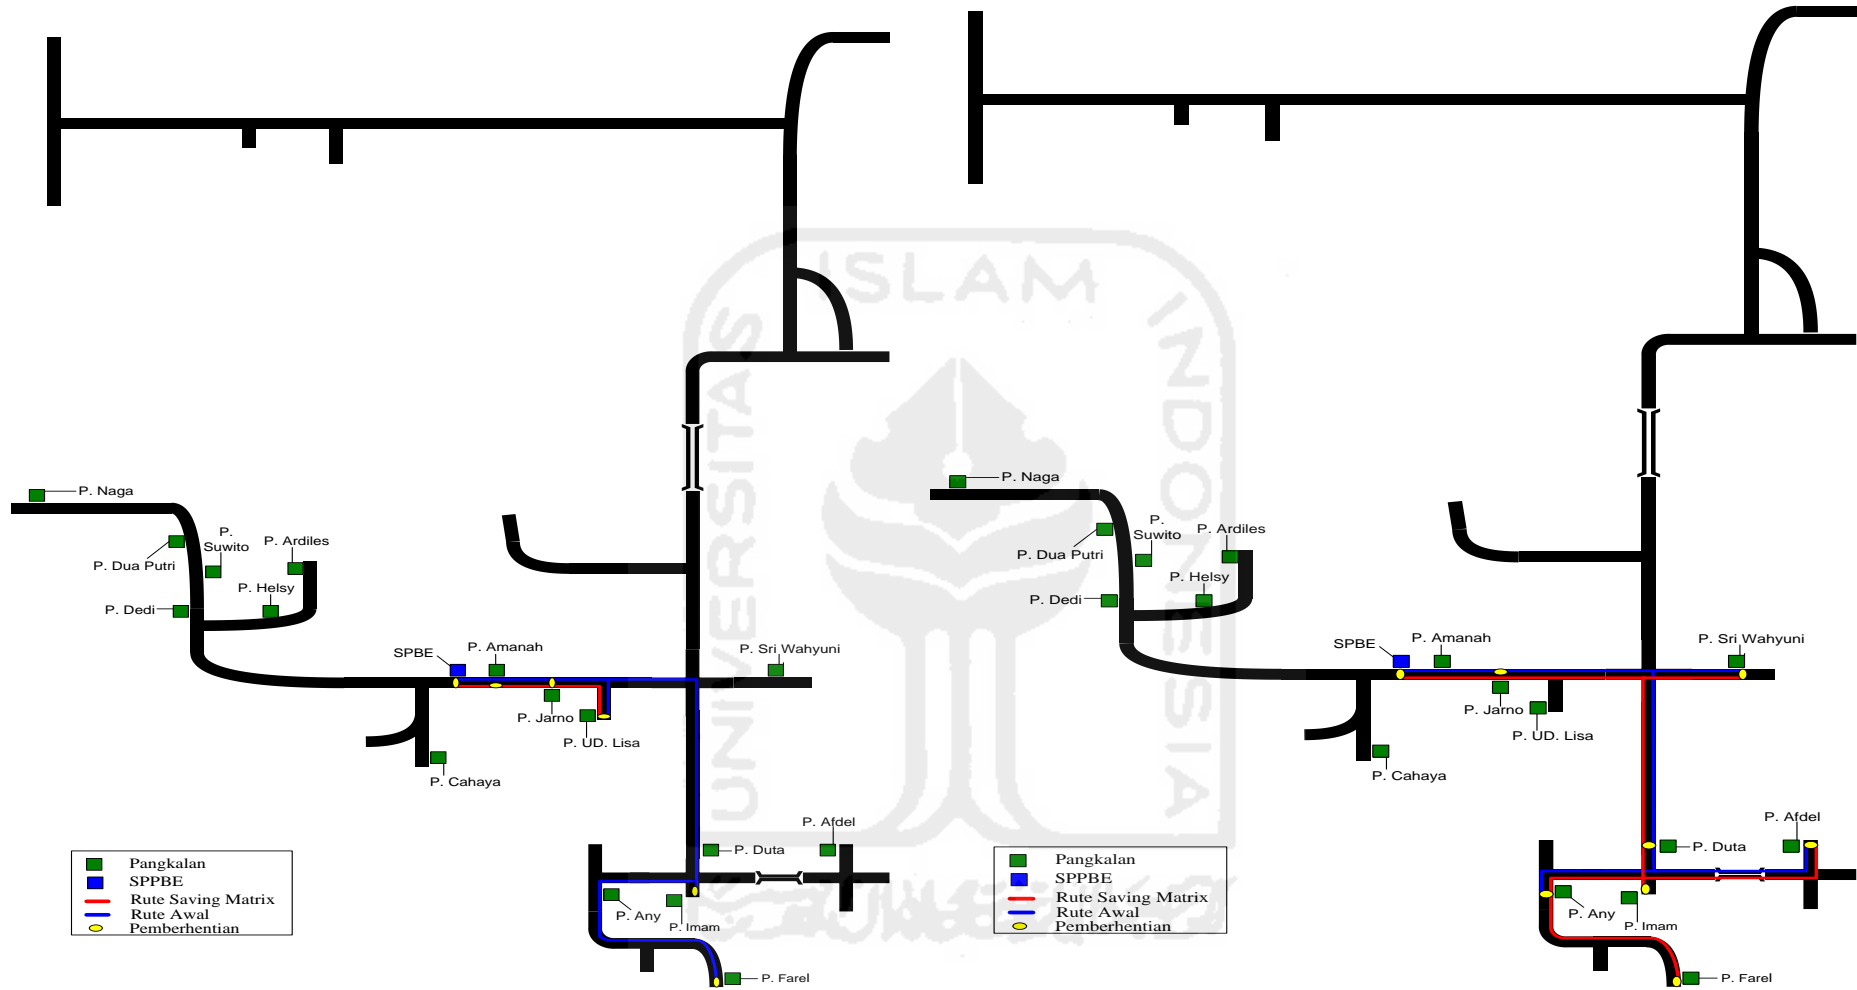 P. Naga
P.
Suwito
P. Ardiles
P. Dua Putri
P. Helsy
P. Dedi
SPBE
P. Amanah
P. Sri Wahyuni
P. Jarno
P. UD. Lisa
P. Cahaya
P. Afdel
P. Duta
P. Any
P. Imam
P. Farel
Pangkalan
SPPBE
Rute Saving Matrix
Rute Awal
Pemberhentian
P. Naga
P.
Suwito
P. Ardiles
P. Dua Putri
P. Helsy
P. Dedi
SPBE
P. Amanah
P. Sri Wahyuni
P. Jarno
P. UD. Lisa
P. Cahaya
P. Afdel
P. Duta
P. Any
P. Imam
P. Farel
Pangkalan
SPPBE
Rute Saving Matrix
Rute Awal
Pemberhentian
UNIVERSITAS
ISLAM
INDONESIA